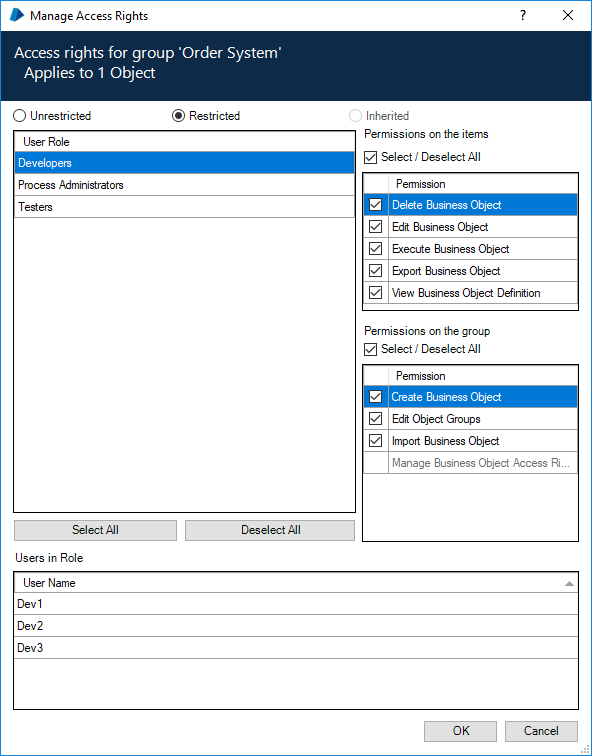 Manage Access Rights
?
Access rights for group 'Order System'
Applies to 1 Object
Unrestricted
Restricted
Inherited
User Role
Developers
Process Administrators
Testers
Permissions on the items
Select / Deselect All
Permission
Delete Business Object
Edit Business Object
Execute Business Object
Export Business Object
View Business Object Definition
Permissions on the group
Select / Deselect All
Permission
Create Business Object
Edit Object Groups
Import Business Object
Manage Business Object Access Ri...
Select All
Deselect All
Users in Role
User Name
Dev1
Dev2
Dev3
OK
Cancel